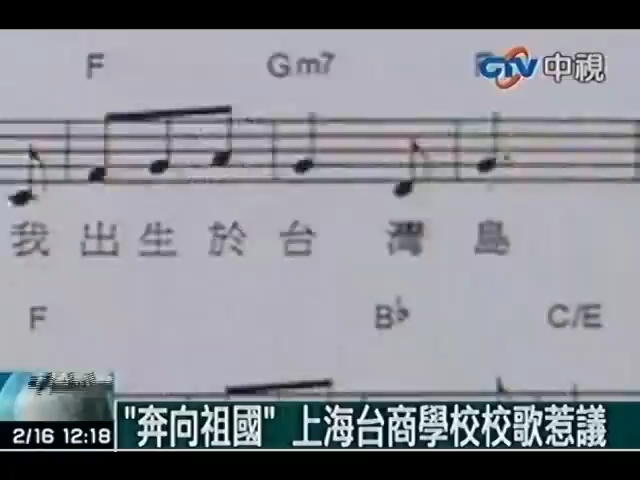 F Gm7
CTV 中視
我出生於台灣島
F B♭ C/E
"奔向祖國" 上海台商學校校歌惹議
2/16 12:18